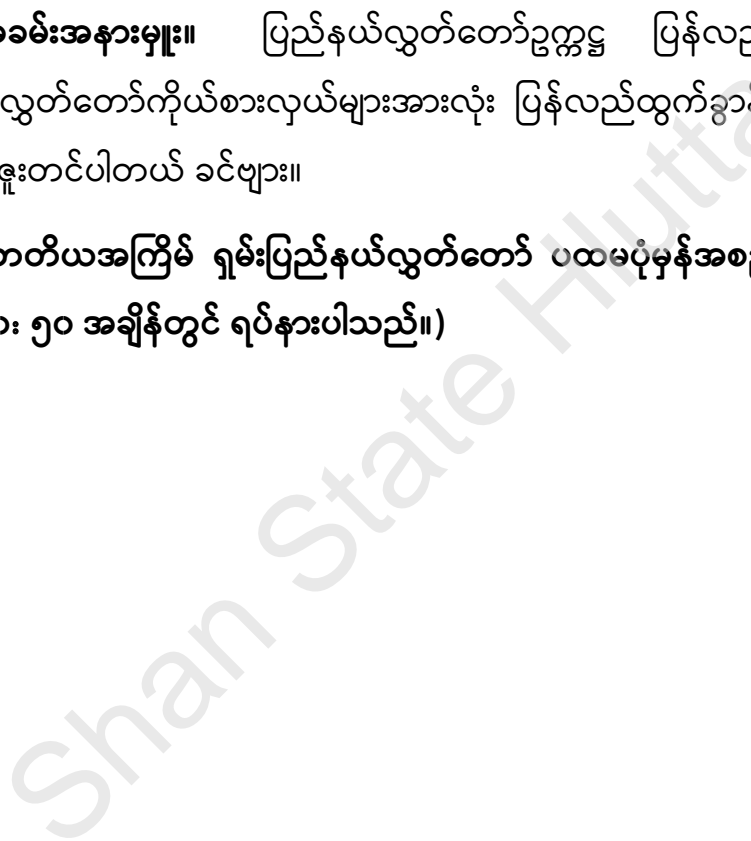 ခမ်းအနားမှူး။ ပြည်နယ်လွှတ်တော်ဥက္ကဋ္ဌ ပြန်လည်
လွှတ်တော်ကိုယ်စားလှယ်များအားလုံး ပြန်လည်ထွက်ခွာ
ဇူးတင်ပါတယ် ခင်ဗျား။
တတိယအကြိမ် ရှမ်းပြည်နယ်လွှတ်တော် ပထမပုံမှန်အစည်
၅၀ အချိန်တွင် ရပ်နားပါသည်။)
Shan State Hlutta